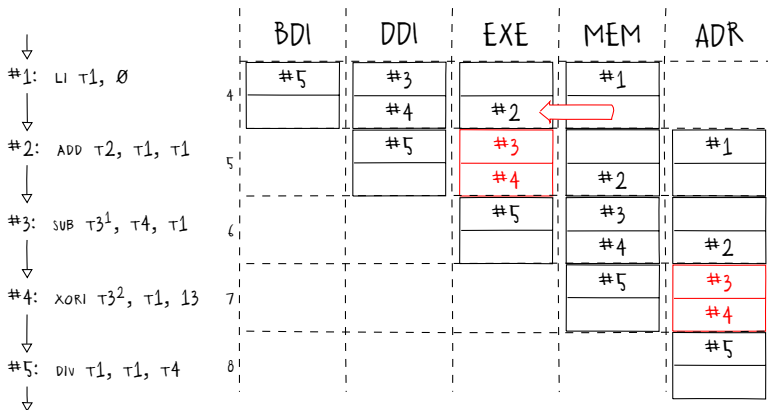 BDI DDI EXE MEM ADR
#1: LI T1, Ø
#2: ADD T2, T1, T1
#3: SUB T3¹, T4, T1
#4: XORI T3², T1, 13
#5: DIV T1, T1, T4
4 #5 #3 #1
#4 #2
5 #5 #3 #1
#4 #2
6 #5 #3
#4 #2
7 #5 #3
#4
8 #5